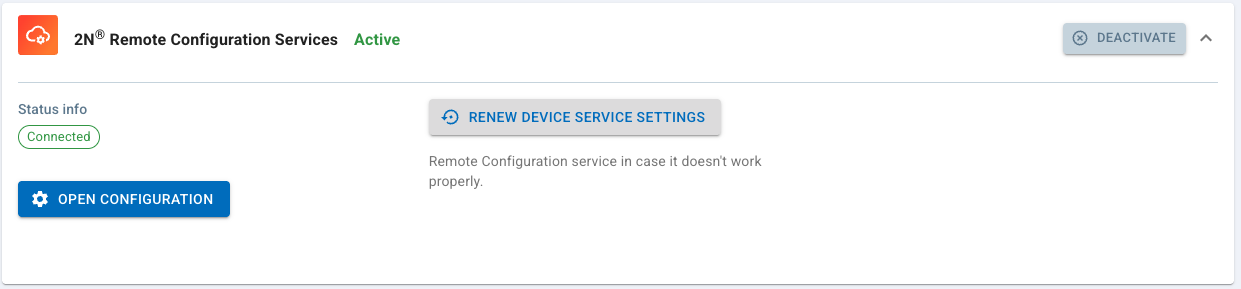 2N® Remote Configuration Services Active
DEACTIVATE
Status info
Connected
RENEW DEVICE SERVICE SETTINGS
Remote Configuration service in case it doesn't work
properly.
OPEN CONFIGURATION